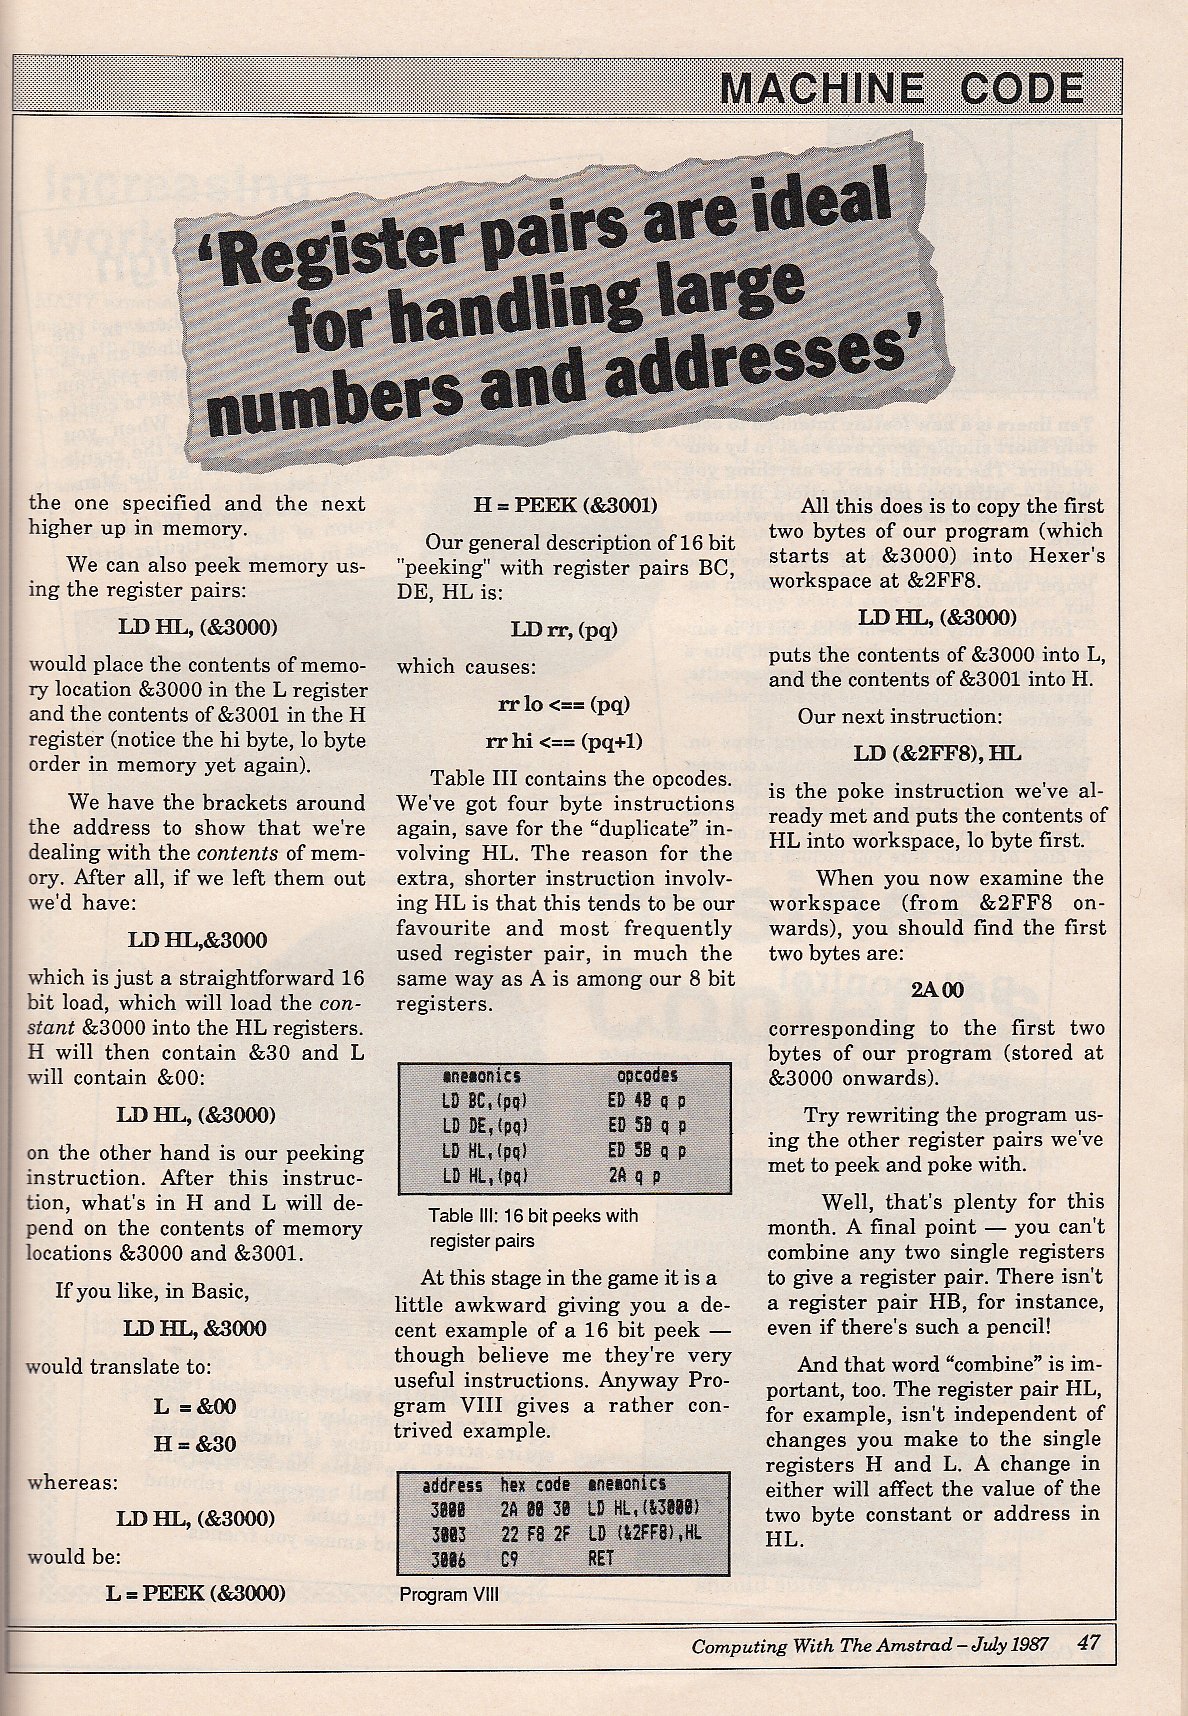 MACHINE CODE
'Register pairs are ideal
for handling large
numbers and addresses'
the one specified and the next
higher up in memory.
We can also peek memory us-
ing the register pairs:
LD HL, (&3000)
would place the contents of memo-
ry location &3000 in the L register
and the contents of &3001 in the H
register (notice the hi byte, lo byte
order in memory yet again).
We have the brackets around
the address to show that we're
dealing with the contents of mem-
ory. After all, if we left them out
we'd have:
LD HL,&3000
which is just a straightforward 16
bit load, which will load the con-
stant &3000 into the HL registers.
H will then contain &30 and L
will contain &00:
LD HL, (&3000)
on the other hand is our peeking
instruction. After this instruc-
tion, what's in H and L will de-
pend on the contents of memory
locations &3000 and &3001.
If you like, in Basic,
LD HL, &3000
would translate to:
L = &00
H = &30
whereas:
LD HL, (&3000)
would be:
L = PEEK (&3000)
H = PEEK (&3001)
Our general description of 16 bit
"peeking" with register pairs BC,
DE, HL is:
LD rr, (pq)
which causes:
rr lo <== (pq)
rr hi <== (pq+1)
Table III contains the opcodes.
We've got four byte instructions
again, save for the “duplicate” in-
volving HL. The reason for the
extra, shorter instruction involv-
ing HL is that this tends to be our
favourite and most frequently
used register pair, in much the
same way as A is among our 8 bit
registers.
mnemonics opcodes
LD BC,(pq) ED 4B q p
LD DE,(pq) ED 5B q p
LD HL,(pq) ED 5B q p
LD HL,(pq) 2A q p
Table III: 16 bit peeks with
register pairs
At this stage in the game it is a
little awkward giving you a de-
cent example of a 16 bit peek —
though believe me they're very
useful instructions. Anyway Pro-
gram VIII gives a rather con-
trived example.
address hex code mnemonics
3000 2A 00 30 LD HL,(&3000)
3003 22 F8 2F LD (&2FF8),HL
3006 C9 RET
Program VIII
All this does is to copy the first
two bytes of our program (which
starts at &3000) into Hexer's
workspace at &2FF8.
LD HL, (&3000)
puts the contents of &3000 into L,
and the contents of &3001 into H.
Our next instruction:
LD (&2FF8), HL
is the poke instruction we've al-
ready met and puts the contents of
HL into workspace, lo byte first.
When you now examine the
workspace (from &2FF8 on-
wards), you should find the first
two bytes are:
2A 00
corresponding to the first two
bytes of our program (stored at
&3000 onwards).
Try rewriting the program us-
ing the other register pairs we've
met to peek and poke with.
Well, that's plenty for this
month. A final point — you can't
combine any two single registers
to give a register pair. There isn't
a register pair HB, for instance,
even if there's such a pencil!
And that word “combine” is im-
portant, too. The register pair HL,
for example, isn't independent of
changes you make to the single
registers H and L. A change in
either will affect the value of the
two byte constant or address in
HL.
Computing With The Amstrad – July 1987 47